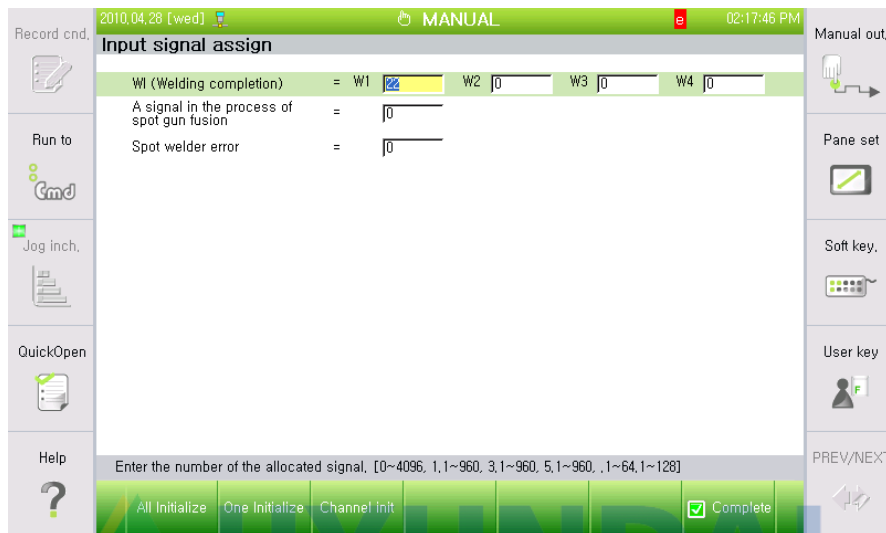 2010,04,28 [wed] MANUAL e 02:17:46 PM
Input signal assign
WI (Welding completion) = W1 22 W2 0 W3 0 W4 0
A signal in the process of
spot gun fusion = 0
Spot welder error = 0
Record cnd,
Run to
Cmd
Jog inch,
QuickOpen
Help
?
Manual out,
Pane set
Soft key,
User key
F
PREV/NEXT
Enter the number of the allocated signal, [0~4096, 1,1~960, 3,1~960, 5,1~960, ,1~64,1~128]
All Initialize One Initialize Channel init Complete
HYUNDAI